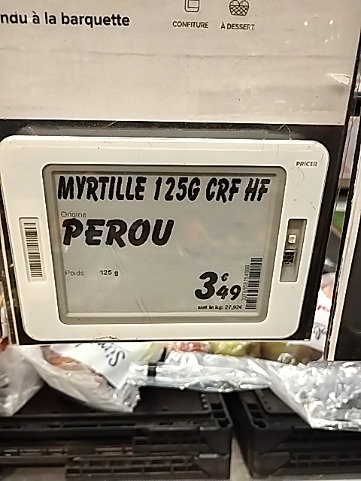 ndu à la barquette
CONFITURE
À DESSERT
PRICER
MYRTILLE 125G CRF HF
Origine
PEROU
Poids 125 g
3€49
soit le kg: 27,92€